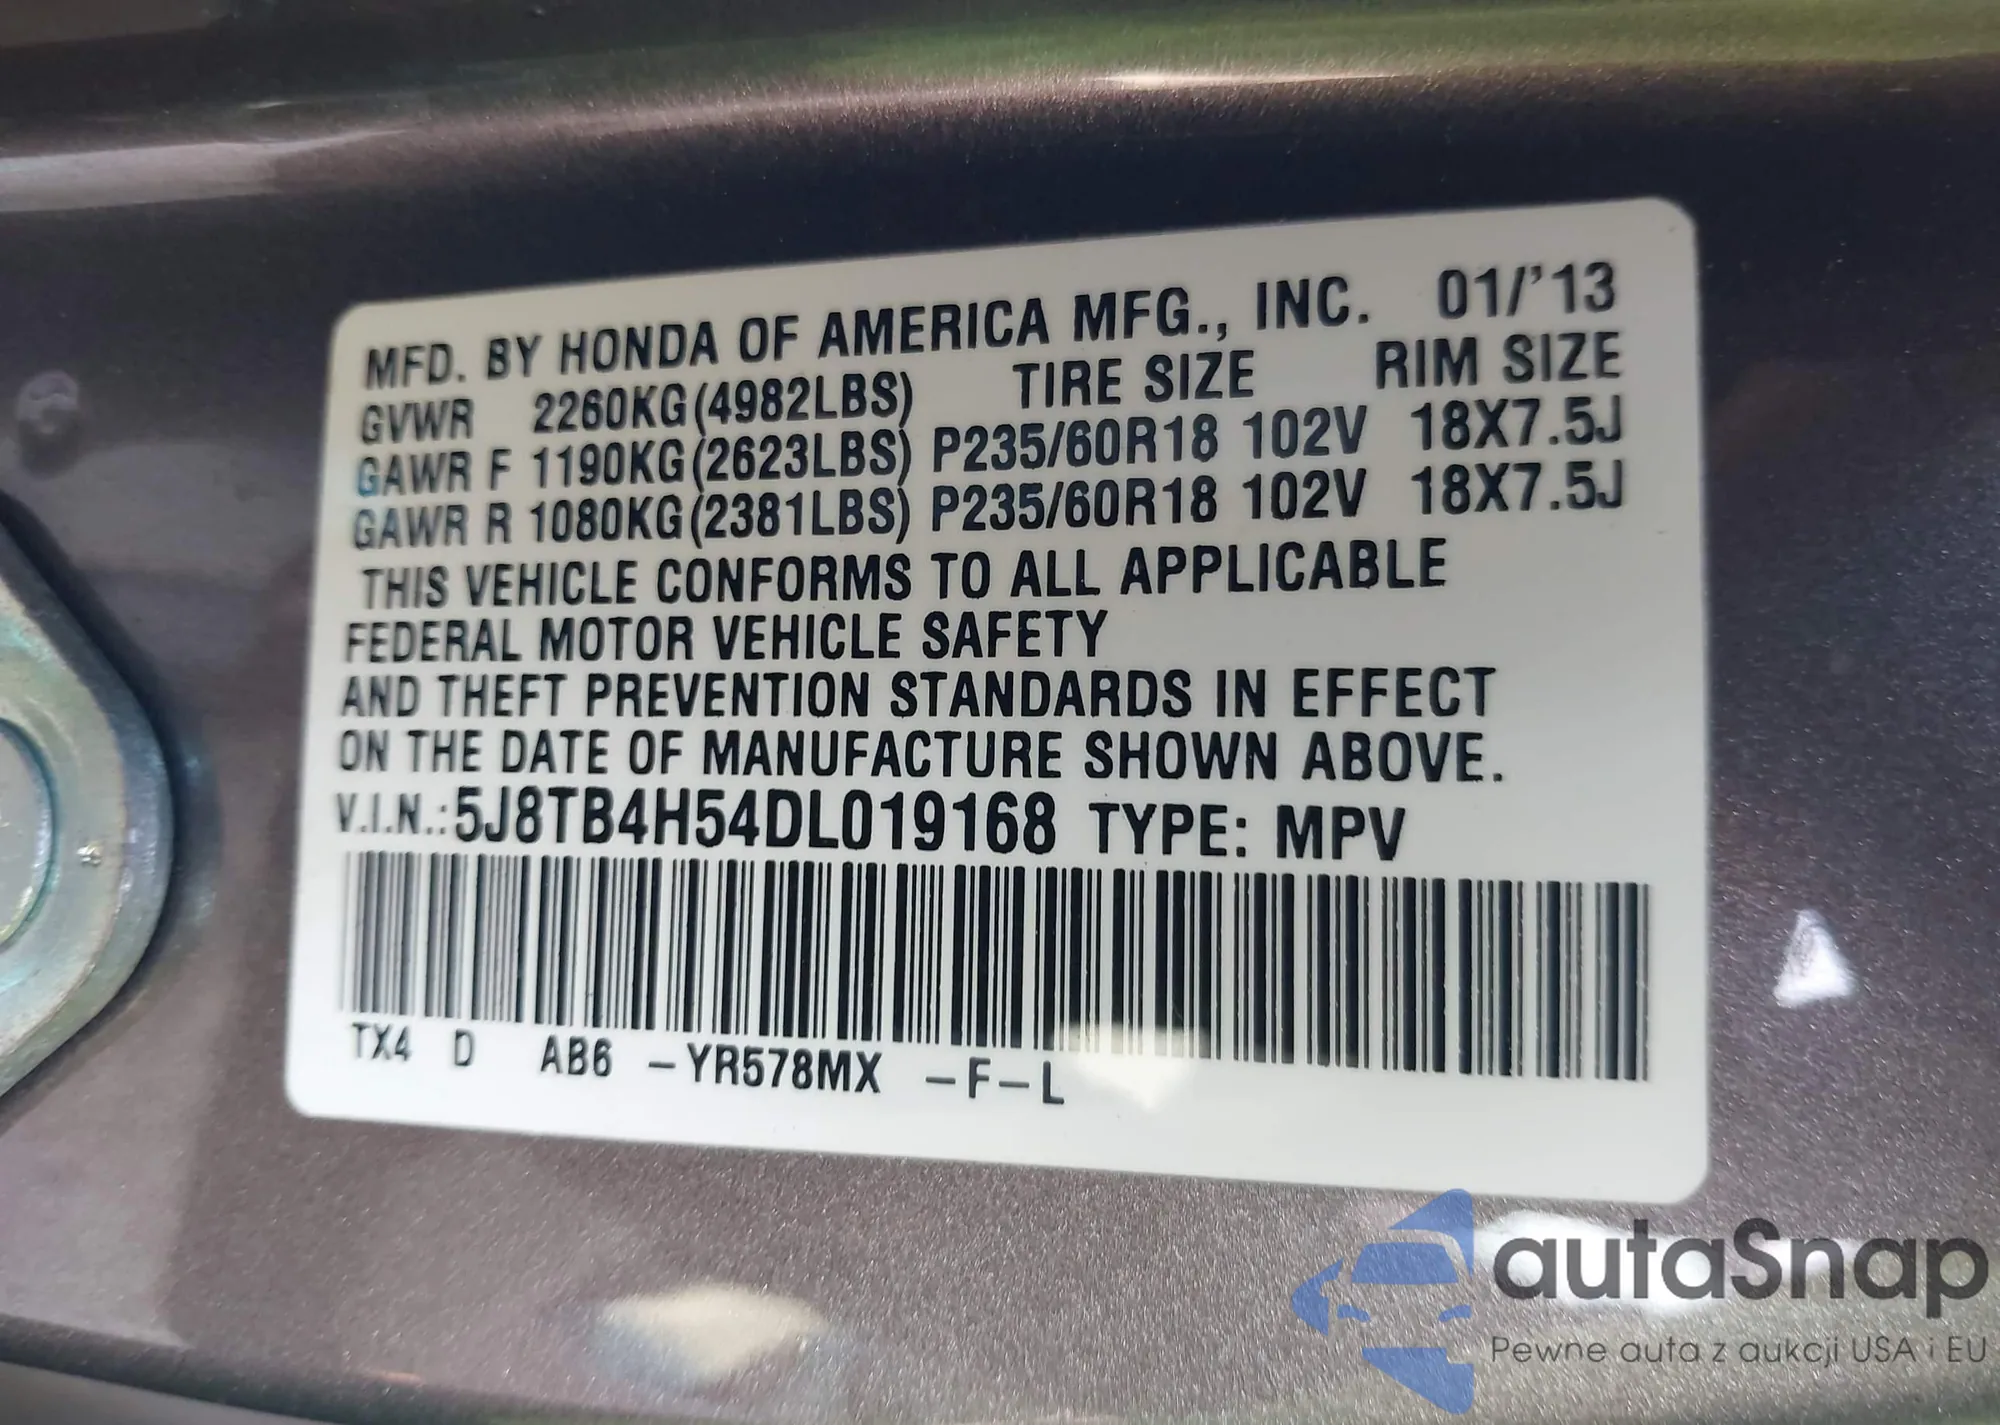 MFD. BY HONDA OF AMERICA MFG., INC. 01/'13
GVWR 2260KG(4982LBS) TIRE SIZE RIM SIZE
GAWR F 1190KG(2623LBS) P235/60R18 102V 18X7.5J
GAWR R 1080KG(2381LBS) P235/60R18 102V 18X7.5J
THIS VEHICLE CONFORMS TO ALL APPLICABLE
FEDERAL MOTOR VEHICLE SAFETY
AND THEFT PREVENTION STANDARDS IN EFFECT
ON THE DATE OF MANUFACTURE SHOWN ABOVE.
V.I.N.:5J8TB4H54DL019168 TYPE: MPV
TX4 D AB6 -YR578MX -F-L
autaSnap
Pewne auta z aukcji USA i EU